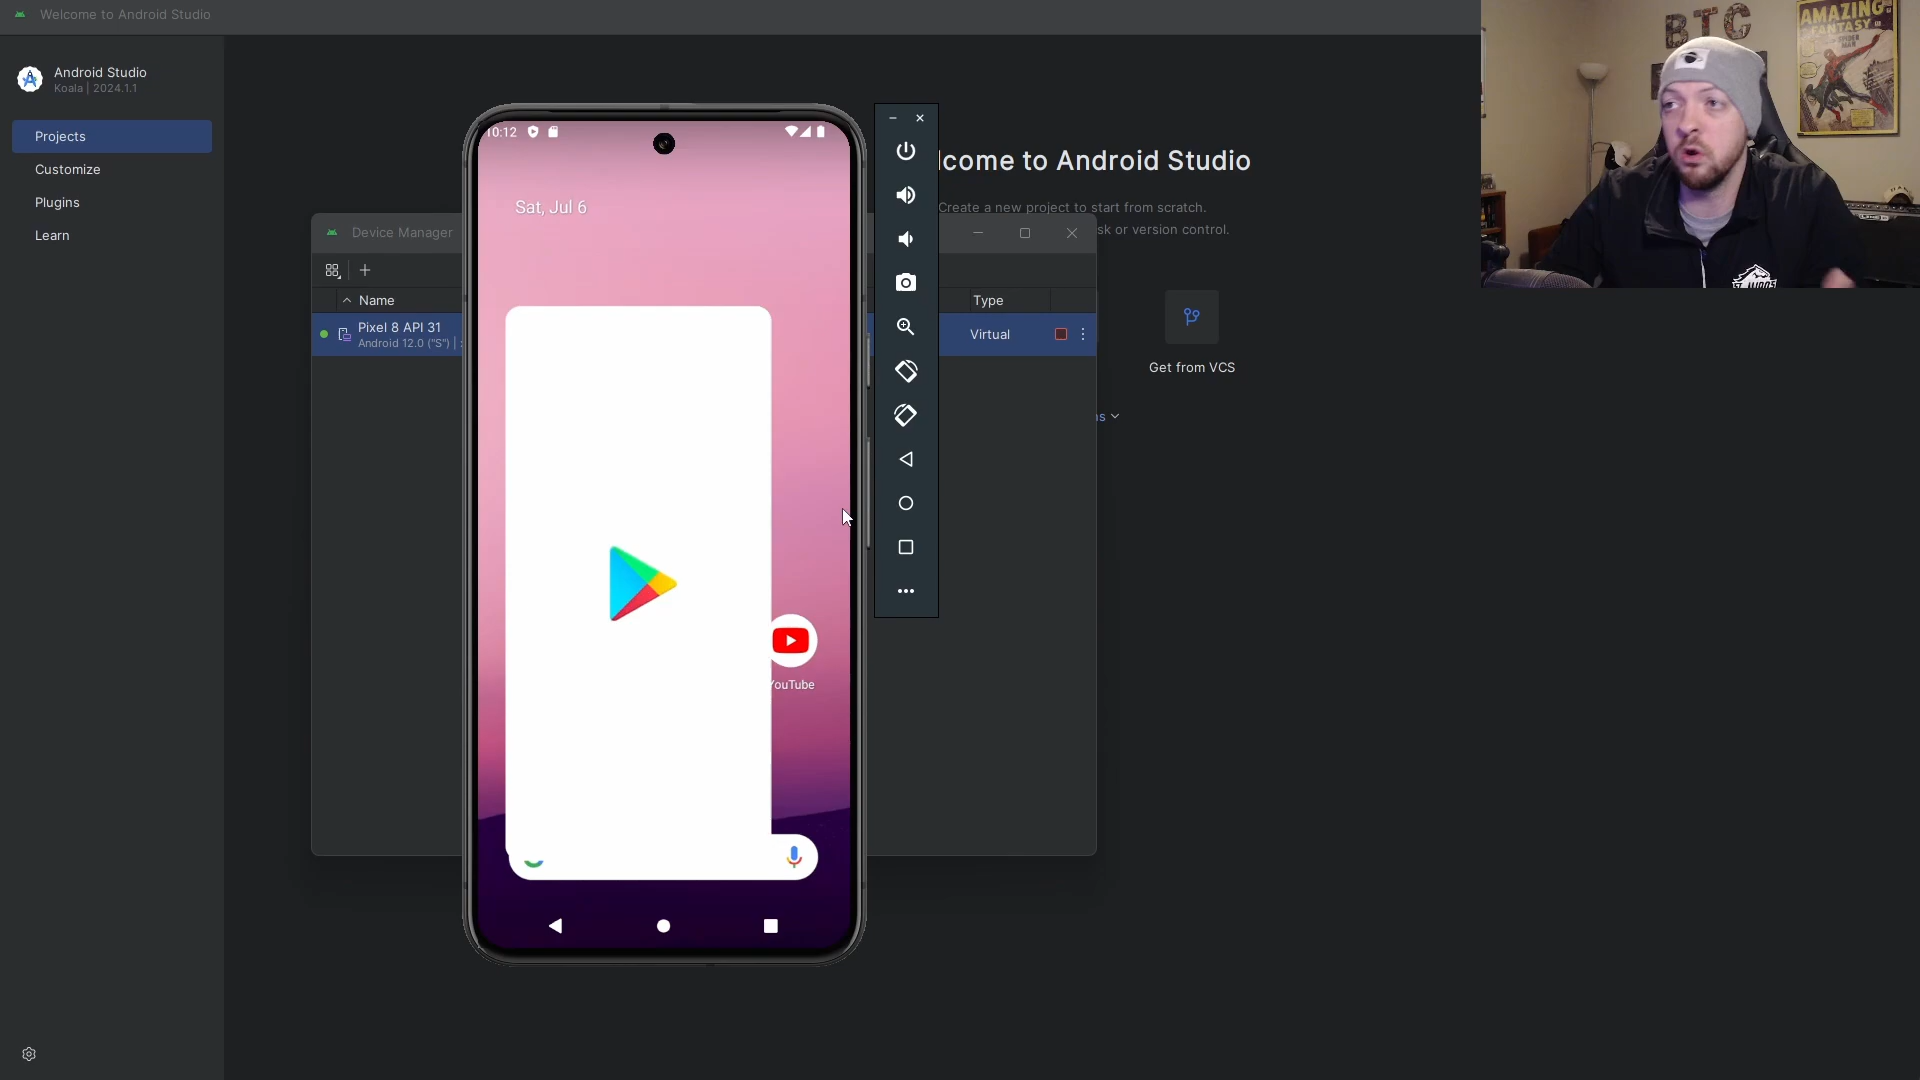 Welcome to Android Studio
Android Studio
Koala | 2024.1.1
Projects
Customize
Plugins
Learn
Device Manager
Name
Type
Pixel 8 API 31
Android 12.0 ("S") |
Virtual
10:12
Sat, Jul 6
YouTube
lcome to Android Studio
Create a new project to start from scratch.
sk or version control.
Get from VCS
ns
BTC
AMAZING
FANTASY